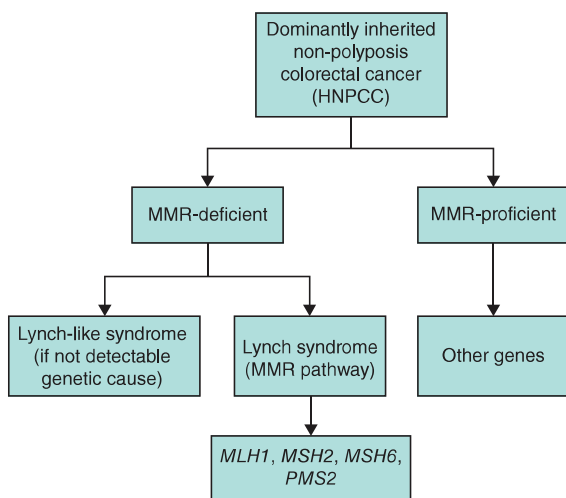 Dominantly inherited
non-polyposis
colorectal cancer
(HNPCC)
MMR-deficient
MMR-proficient
Lynch-like syndrome
(if not detectable
genetic cause)
Lynch syndrome
(MMR pathway)
Other genes
MLH1, MSH2, MSH6,
PMS2